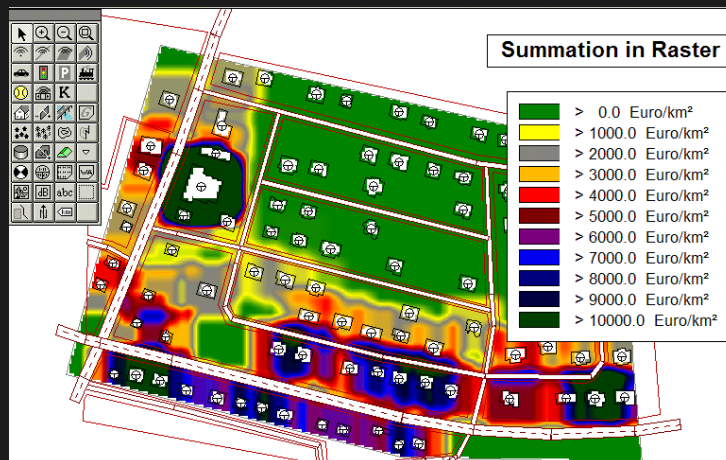 Summation in Raster
> 0.0 Euro/km²
> 1000.0 Euro/km²
> 2000.0 Euro/km²
> 3000.0 Euro/km²
> 4000.0 Euro/km²
> 5000.0 Euro/km²
> 6000.0 Euro/km²
> 7000.0 Euro/km²
> 8000.0 Euro/km²
> 9000.0 Euro/km²
> 10000.0 Euro/km²
P
K
dB
abc